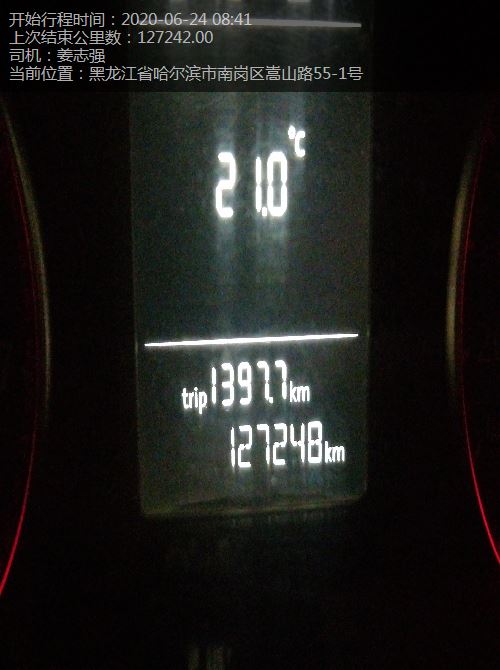 开始行程时间：2020-06-24 08:41
上次结束公里数：127242.00
司机：姜志强
当前位置：黑龙江省哈尔滨市南岗区嵩山路55-1号
21.0°C
trip1397.7km
127248km